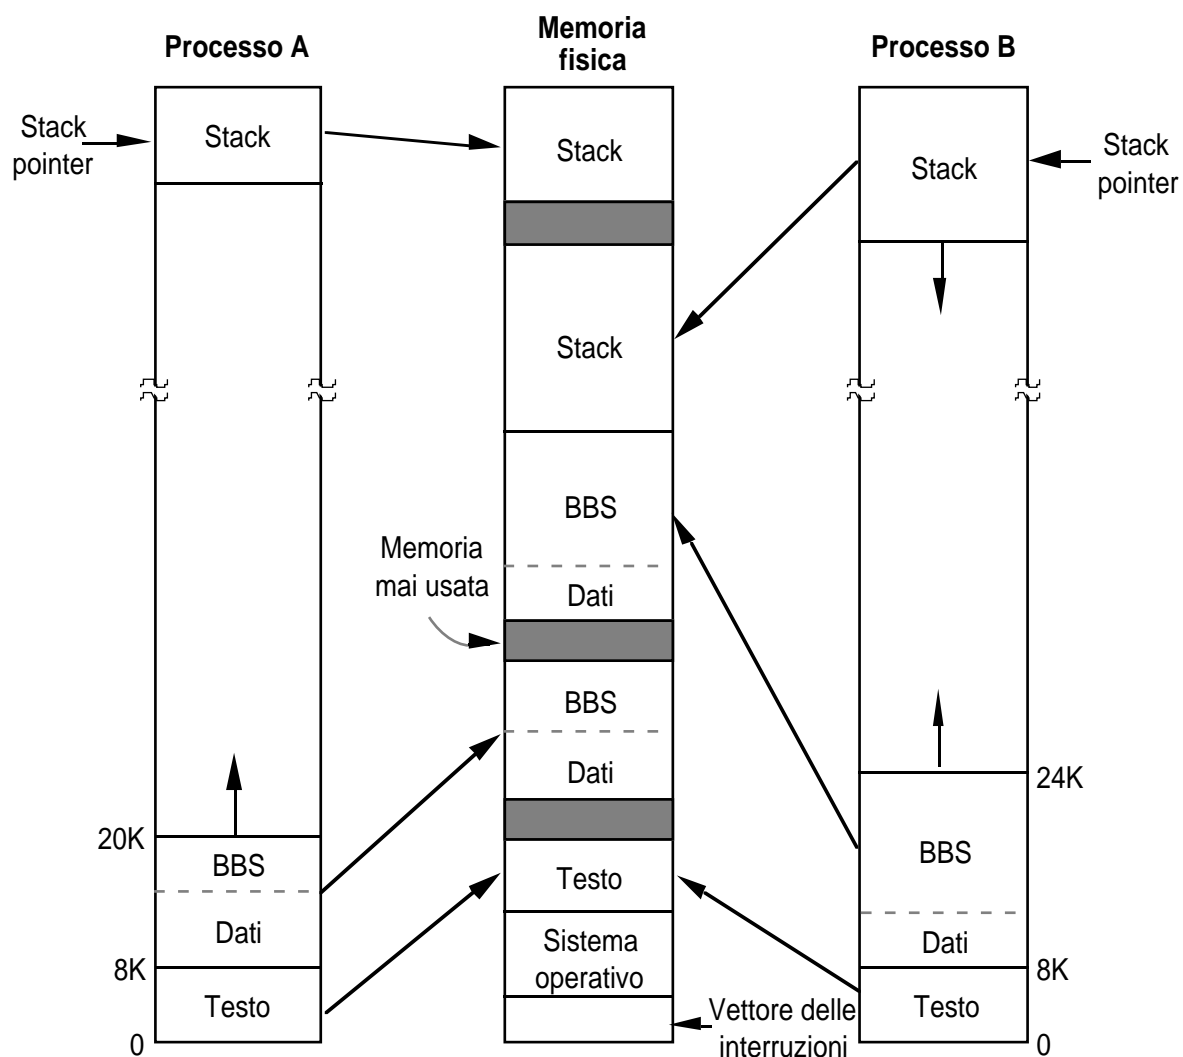 Processo A
Memoria
fisica
Processo B
Stack
pointer
Stack
Stack
Stack
Stack
pointer
Stack
BBS
Memoria
mai usata
Dati
BBS
Dati
24K
20K
BBS
BBS
Testo
Dati
Dati
Sistema
operativo
8K
8K
Testo
Testo
Vettore delle
interruzioni
0
0